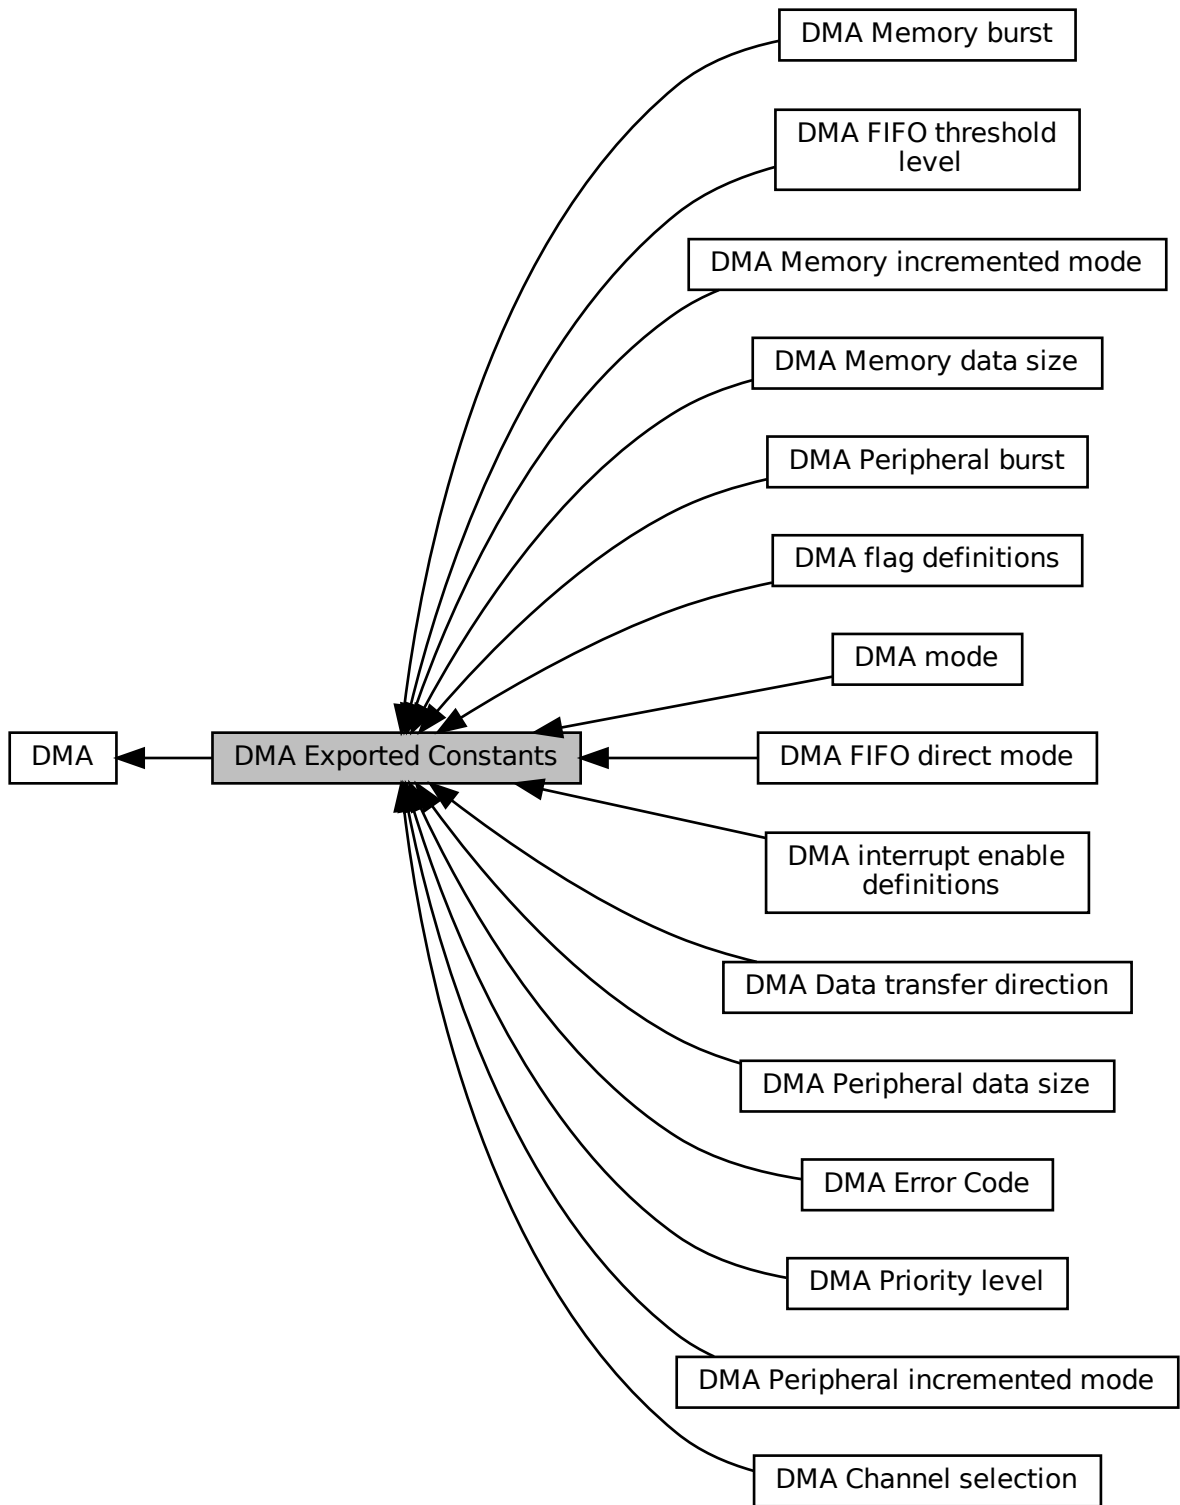 DMA Memory burst
DMA FIFO threshold
level
DMA Memory incremented mode
DMA Memory data size
DMA Peripheral burst
DMA flag definitions
DMA mode
DMA
DMA Exported Constants
DMA FIFO direct mode
DMA interrupt enable
definitions
DMA Data transfer direction
DMA Peripheral data size
DMA Error Code
DMA Priority level
DMA Peripheral incremented mode
DMA Channel selection